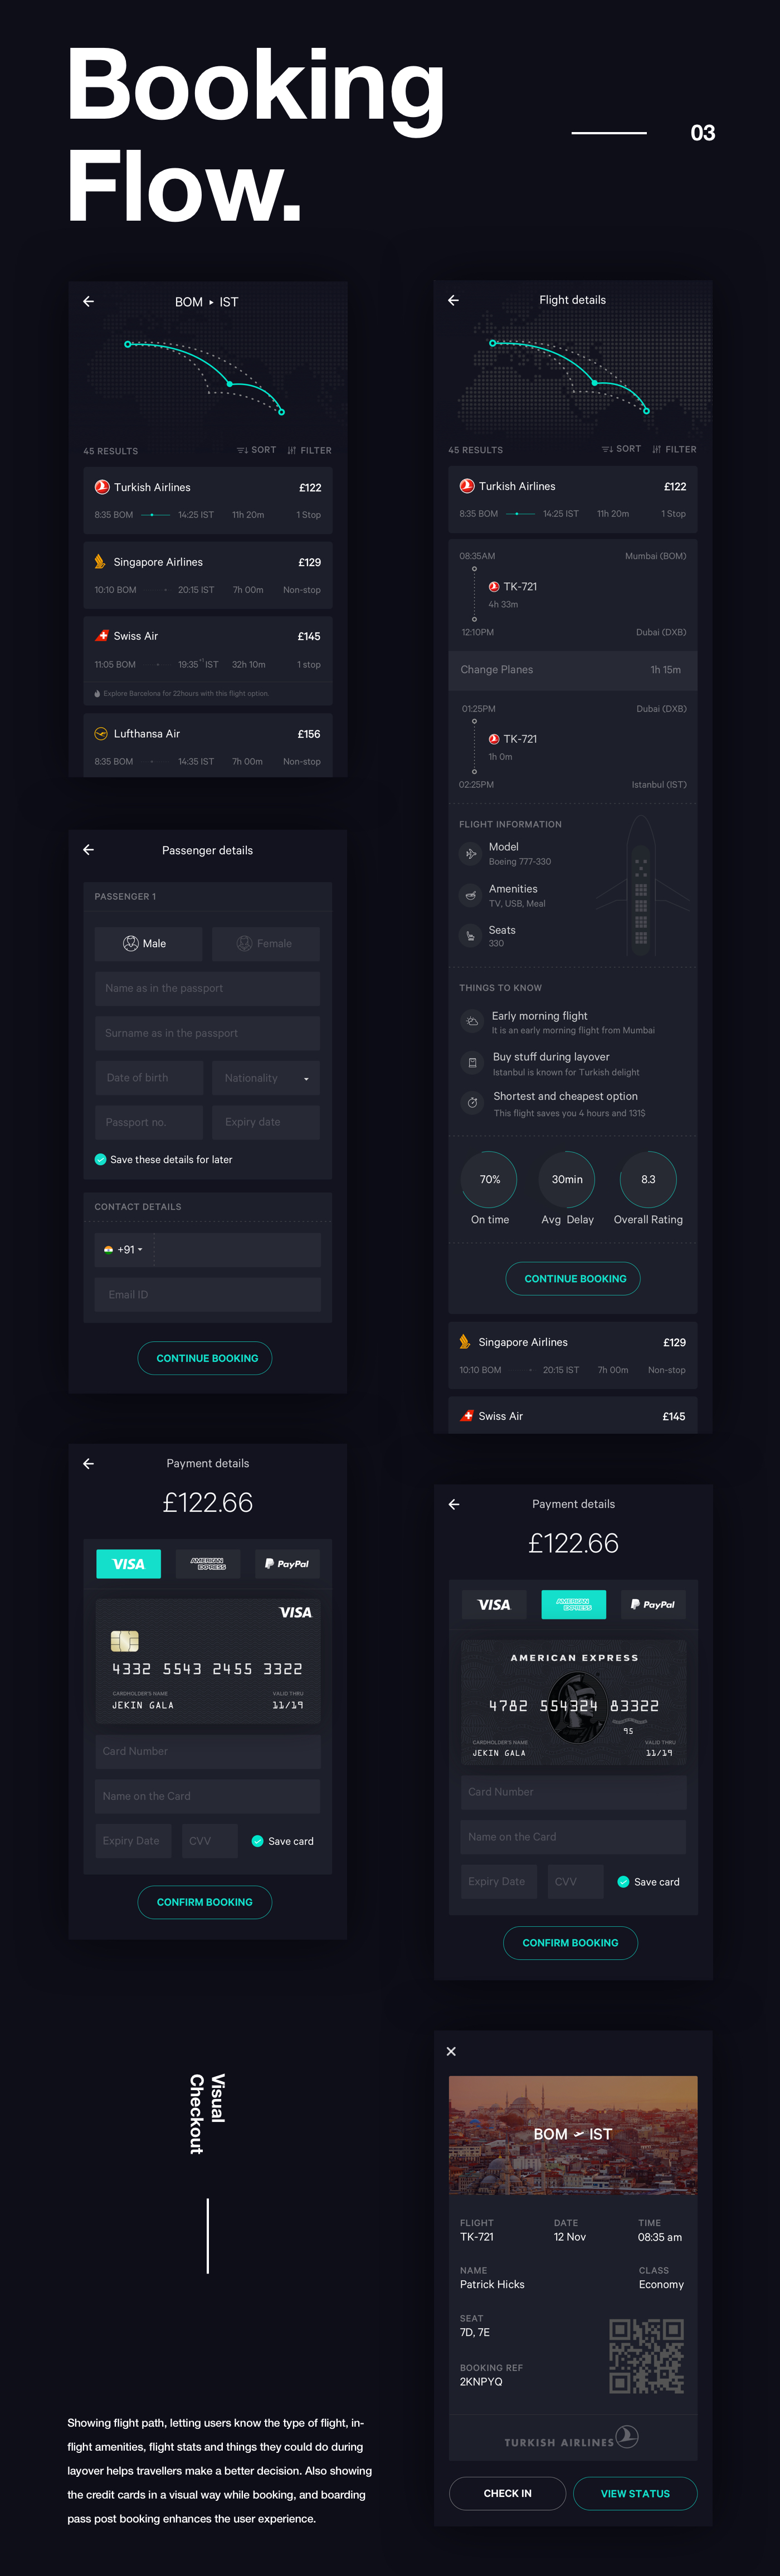 Booking
Flow.
03
BOM ▸ IST
45 RESULTS
SORT
FILTER
Turkish Airlines £122
8:35 BOM 14:25 IST 11h 20m 1 Stop
Singapore Airlines £129
10:10 BOM 20:15 IST 7h 00m Non-stop
Swiss Air £145
11:05 BOM 19:35 IST 32h 10m 1 stop
Explore Barcelona for 22hours with this flight option.
Lufthansa Air £156
8:35 BOM 14:35 IST 7h 00m Non-stop
Flight details
45 RESULTS
SORT
FILTER
Turkish Airlines £122
8:35 BOM 14:25 IST 11h 20m 1 Stop
08:35AM Mumbai (BOM)
TK-721
4h 33m
12:10PM Dubai (DXB)
Change Planes 1h 15m
01:25PM Dubai (DXB)
TK-721
1h 0m
02:25PM Istanbul (IST)
FLIGHT INFORMATION
Model
Boeing 777-330
Amenities
TV, USB, Meal
Seats
330
THINGS TO KNOW
Early morning flight
It is an early morning flight from Mumbai
Buy stuff during layover
Istanbul is known for Turkish delight
Shortest and cheapest option
This flight saves you 4 hours and 131$
70% 30min 8.3
On time Avg Delay Overall Rating
CONTINUE BOOKING
Singapore Airlines £129
10:10 BOM 20:15 IST 7h 00m Non-stop
Swiss Air £145
Passenger details
PASSENGER 1
Male Female
Name as in the passport
Surname as in the passport
Date of birth Nationality
Passport no. Expiry date
Save these details for later
CONTACT DETAILS
+91
Email ID
CONTINUE BOOKING
Payment details
£122.66
VISA AMERICAN EXPRESS PayPal
VISA
4332 5543 2455 3322
CARDHOLDER'S NAME VALID THRU
JEKIN GALA 11/19
Card Number
Name on the Card
Expiry Date CVV Save card
CONFIRM BOOKING
Payment details
£122.66
VISA AMERICAN EXPRESS PayPal
AMERICAN EXPRESS
4782 554324 83322
95
CARDHOLDER'S NAME VALID THRU
JEKIN GALA 11/19
Card Number
Name on the Card
Expiry Date CVV Save card
CONFIRM BOOKING
Visual
Checkout
Showing flight path, letting users know the type of flight, in-
flight amenities, flight stats and things they could do during
layover helps travellers make a better decision. Also showing
the credit cards in a visual way while booking, and boarding
pass post booking enhances the user experience.
BOM IST
FLIGHT DATE TIME
TK-721 12 Nov 08:35 am
NAME CLASS
Patrick Hicks Economy
SEAT
7D, 7E
BOOKING REF
2KNPYQ
TURKISH AIRLINES
CHECK IN VIEW STATUS